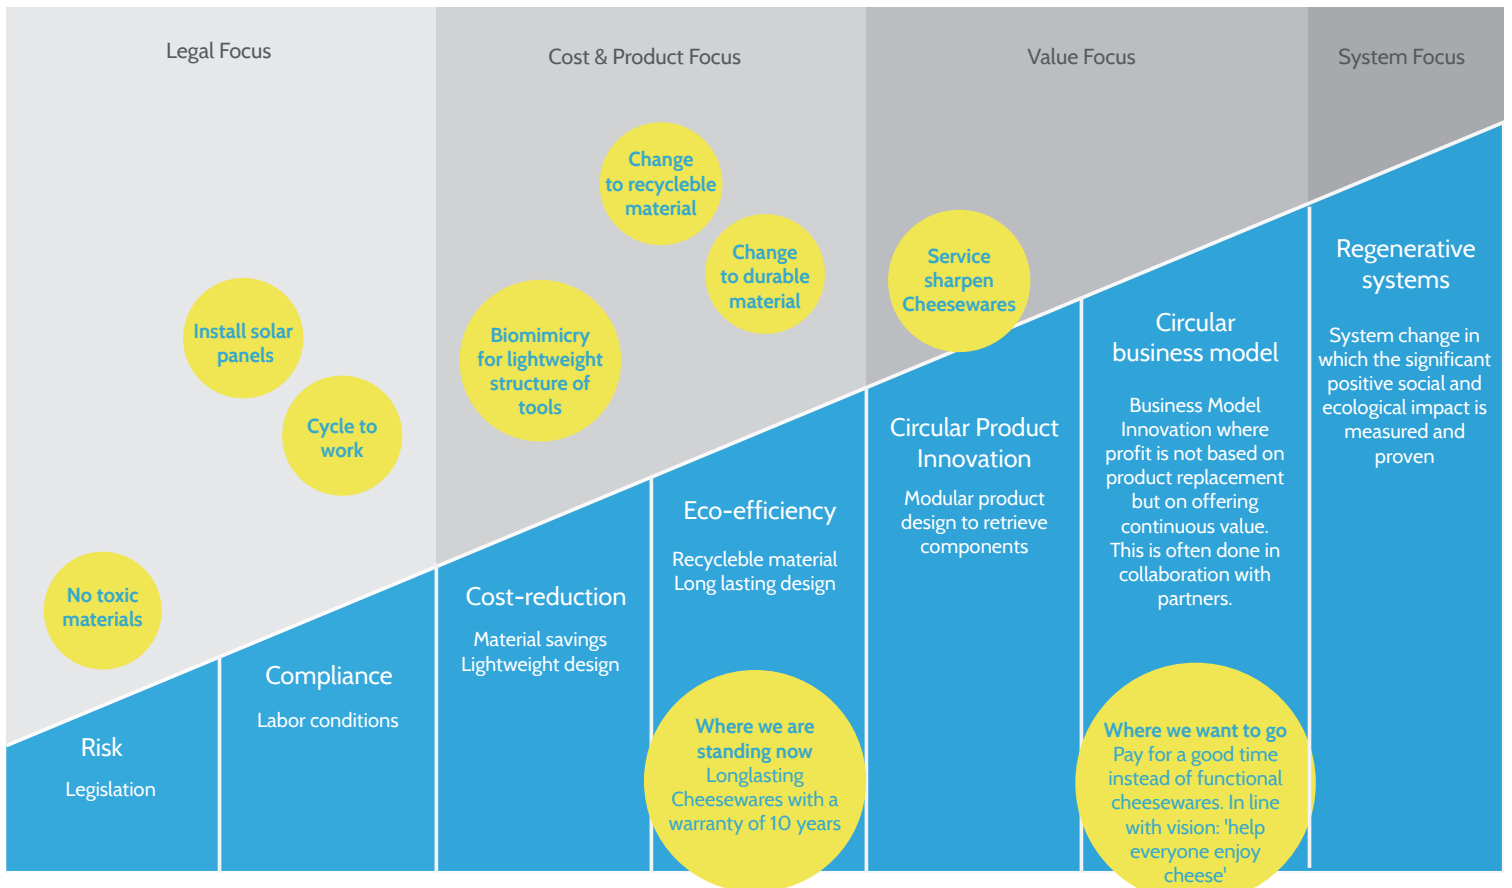 Legal Focus
Cost & Product Focus
Value Focus
System Focus
Change
to recycleble
material
Change
to durable
material
Service
sharpen
Cheesewares
Install solar
panels
Biomimicry
for lightweight
structure of
tools
Cycle to
work
No toxic
materials
Risk
Legislation
Compliance
Labor conditions
Cost-reduction
Material savings
Lightweight design
Eco-efficiency
Recycleble material
Long lasting design
Where we are
standing now
Longlasting
Cheesewares with a
warranty of 10 years
Circular Product
Innovation
Modular product
design to retrieve
components
Circular
business model
Business Model
Innovation where
profit is not based on
product replacement
but on offering
continuous value.
This is often done in
collaboration with
partners.
Where we want to go
Pay for a good time
instead of functional
cheesewares. In line
with vision: 'help
everyone enjoy
cheese'
Regenerative
systems
System change in
which the significant
positive social and
ecological impact is
measured and
proven